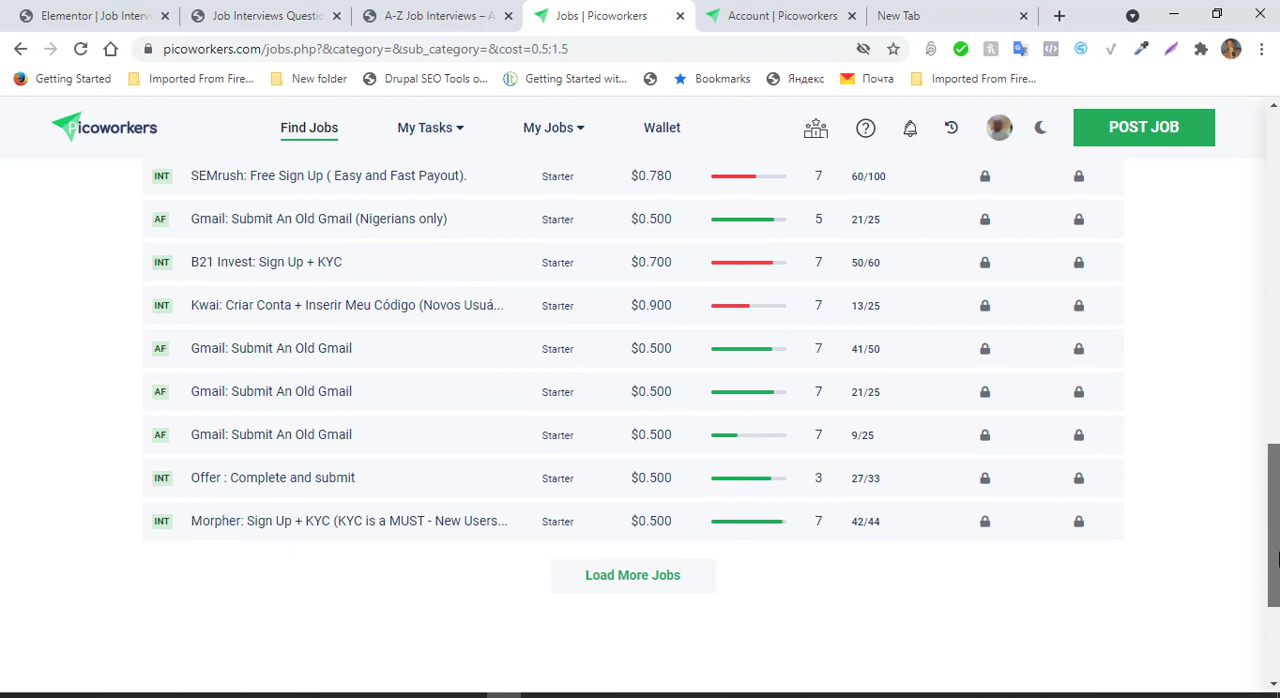 Elementor | Job Interv
Job Interviews Questic
A-Z Job Interviews – A
Jobs | Picoworkers
Account | Picoworkers
New Tab
picoworkers.com/jobs.php?&category=&sub_category=&cost=0.5;1.5
Getting Started
Imported From Fire...
New folder
Drupal SEO Tools o...
Getting Started wit...
Bookmarks
Яндекс
Почта
Imported From Fire...
Picoworkers
Find Jobs
My Tasks
My Jobs
Wallet
POST JOB
INT SEMrush: Free Sign Up ( Easy and Fast Payout). Starter $0.780 7 60/100
AF Gmail: Submit An Old Gmail (Nigerians only) Starter $0.500 5 21/25
INT B21 Invest: Sign Up + KYC Starter $0.700 7 50/60
INT Kwai: Criar Conta + Inserir Meu Código (Novos Usuá... Starter $0.900 7 13/25
AF Gmail: Submit An Old Gmail Starter $0.500 7 41/50
AF Gmail: Submit An Old Gmail Starter $0.500 7 21/25
AF Gmail: Submit An Old Gmail Starter $0.500 7 9/25
INT Offer : Complete and submit Starter $0.500 3 27/33
INT Morpher: Sign Up + KYC (KYC is a MUST - New Users... Starter $0.500 7 42/44
Load More Jobs